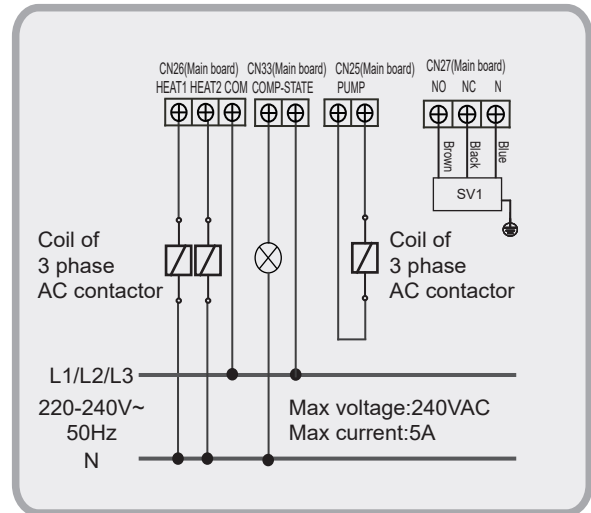 CN26(Main board) CN33(Main board) CN25(Main board) CN27(Main board)
HEAT1 HEAT2 COM COMP-STATE PUMP NO NC N
Brown
Black
Blue
SV1
Coil of
3 phase
AC contactor
Coil of
3 phase
AC contactor
L1/L2/L3
220-240V~
50Hz
N
Max voltage:240VAC
Max current:5A